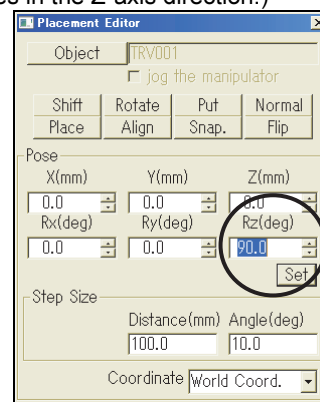 es in the Z-axis direction.)
Placement Editor
Object TRV001
jog the manipulator
Shift Rotate Put Normal
Place Align Snap. Flip
Pose
X(mm) Y(mm) Z(mm)
0.0 0.0 0.0
Rx(deg) Ry(deg) Rz(deg)
0.0 0.0 90.0
Set
Step Size
Distance(mm) Angle(deg)
100.0 10.0
Coordinate World Coord.